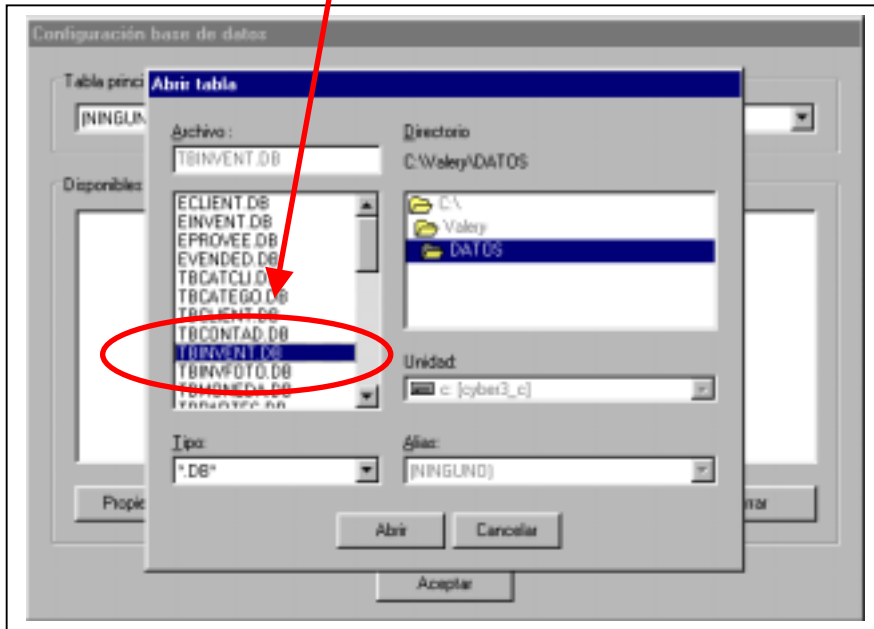 Configuración base de datos
Tabla princi
(NINGUN
Disponibles
Abrir tabla
Archivo :
TBINVENT.DB
ECLIENT.DB
EINVENT.DB
EPROVEE.DB
EVENDED.DB
TBCATCLI.D
TBCATEGO.DB
TBCLIENT.DB
TBCONTAD.DB
TBINVENT.DB
TBINVFOTO.DB
TBMONEDA.DB
Tipo:
*.DB*
Directorio
C:\Valery\DATOS
C:\
Valery
DATOS
Unidad:
c: [cyber3_c]
Alias:
(NINGUNO)
Abrir
Cancelar
Propie
rrar
Aceptar